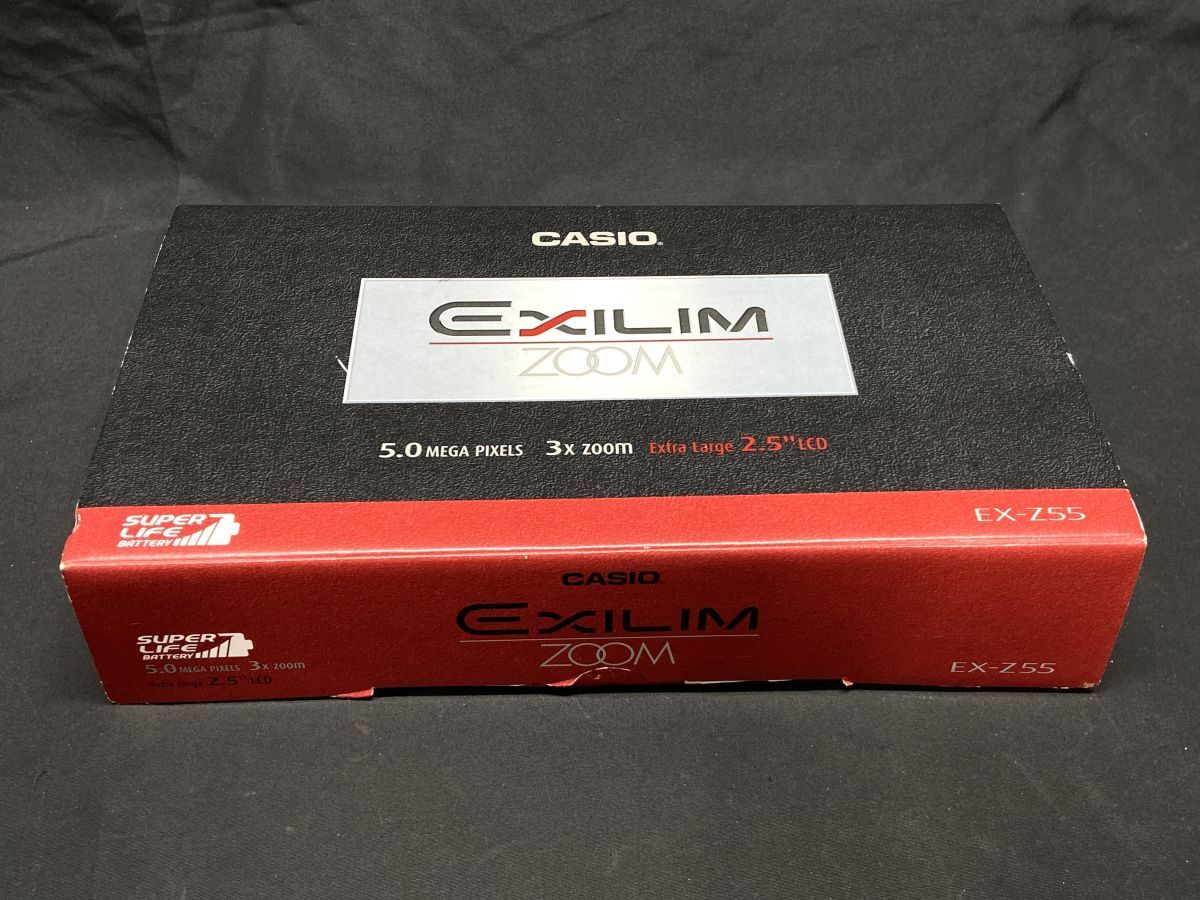 CASIO.
EXILIM
ZOOM
5.0 MEGA PIXELS 3x zoom Extra Large 2.5" LCD
SUPER
LIFE
BATTERY
EX-Z55
CASIO
EXILIM
ZOOM
SUPER
LIFE
BATTERY
5.0 MEGA PIXELS 3x zoom
Extra Large 2.5" LCD
EX-Z55